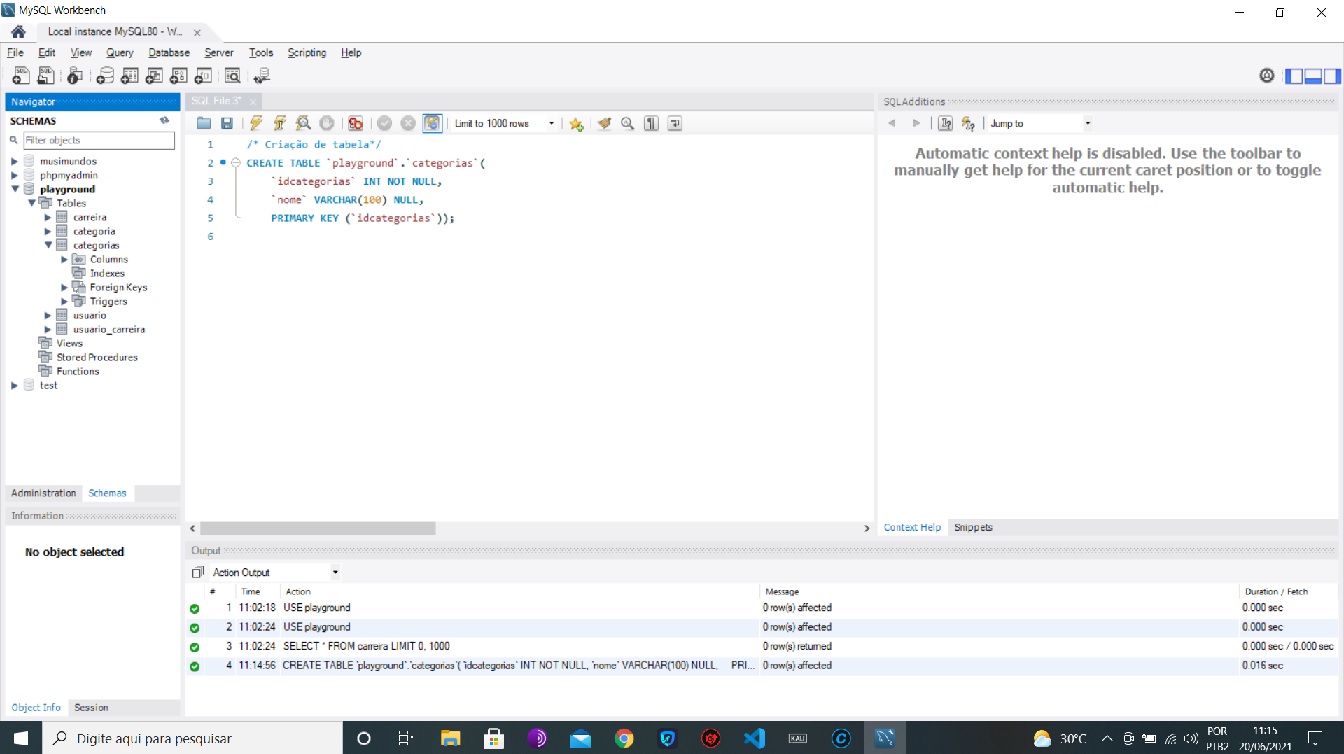 MySQL Workbench
Local instance MySQL80 - W...
File Edit View Query Database Server Tools Scripting Help
Navigator
SCHEMAS
Filter objects
musimundos
phpmyadmin
playground
Tables
carreira
categoria
categorias
Columns
Indexes
Foreign Keys
Triggers
usuario
usuario_carreira
Views
Stored Procedures
Functions
test
Administration Schemas
Information
No object selected
Object Info Session
SQL File 3*
Limit to 1000 rows
1 /* Criação de tabela*/
2 CREATE TABLE `playground`.`categorias`(
3 `idcategorias` INT NOT NULL,
4 `nome` VARCHAR(100) NULL,
5 PRIMARY KEY (`idcategorias`));
6
SQLAdditions
Jump to
Automatic context help is disabled. Use the toolbar to
manually get help for the current caret position or to toggle
automatic help.
Context Help Snippets
Output
Action Output
# Time Action Message Duration / Fetch
1 11:02:18 USE playground 0 row(s) affected 0.000 sec
2 11:02:24 USE playground 0 row(s) affected 0.000 sec
3 11:02:24 SELECT * FROM carreira LIMIT 0, 1000 0 row(s) returned 0.000 sec / 0.000 sec
4 11:14:56 CREATE TABLE `playground`.`categorias`( `idcategorias` INT NOT NULL, `nome` VARCHAR(100) NULL, PRI... 0 row(s) affected 0.016 sec
Digite aqui para pesquisar
KALI
30°C
POR
PTB2
11:15
20/06/2021